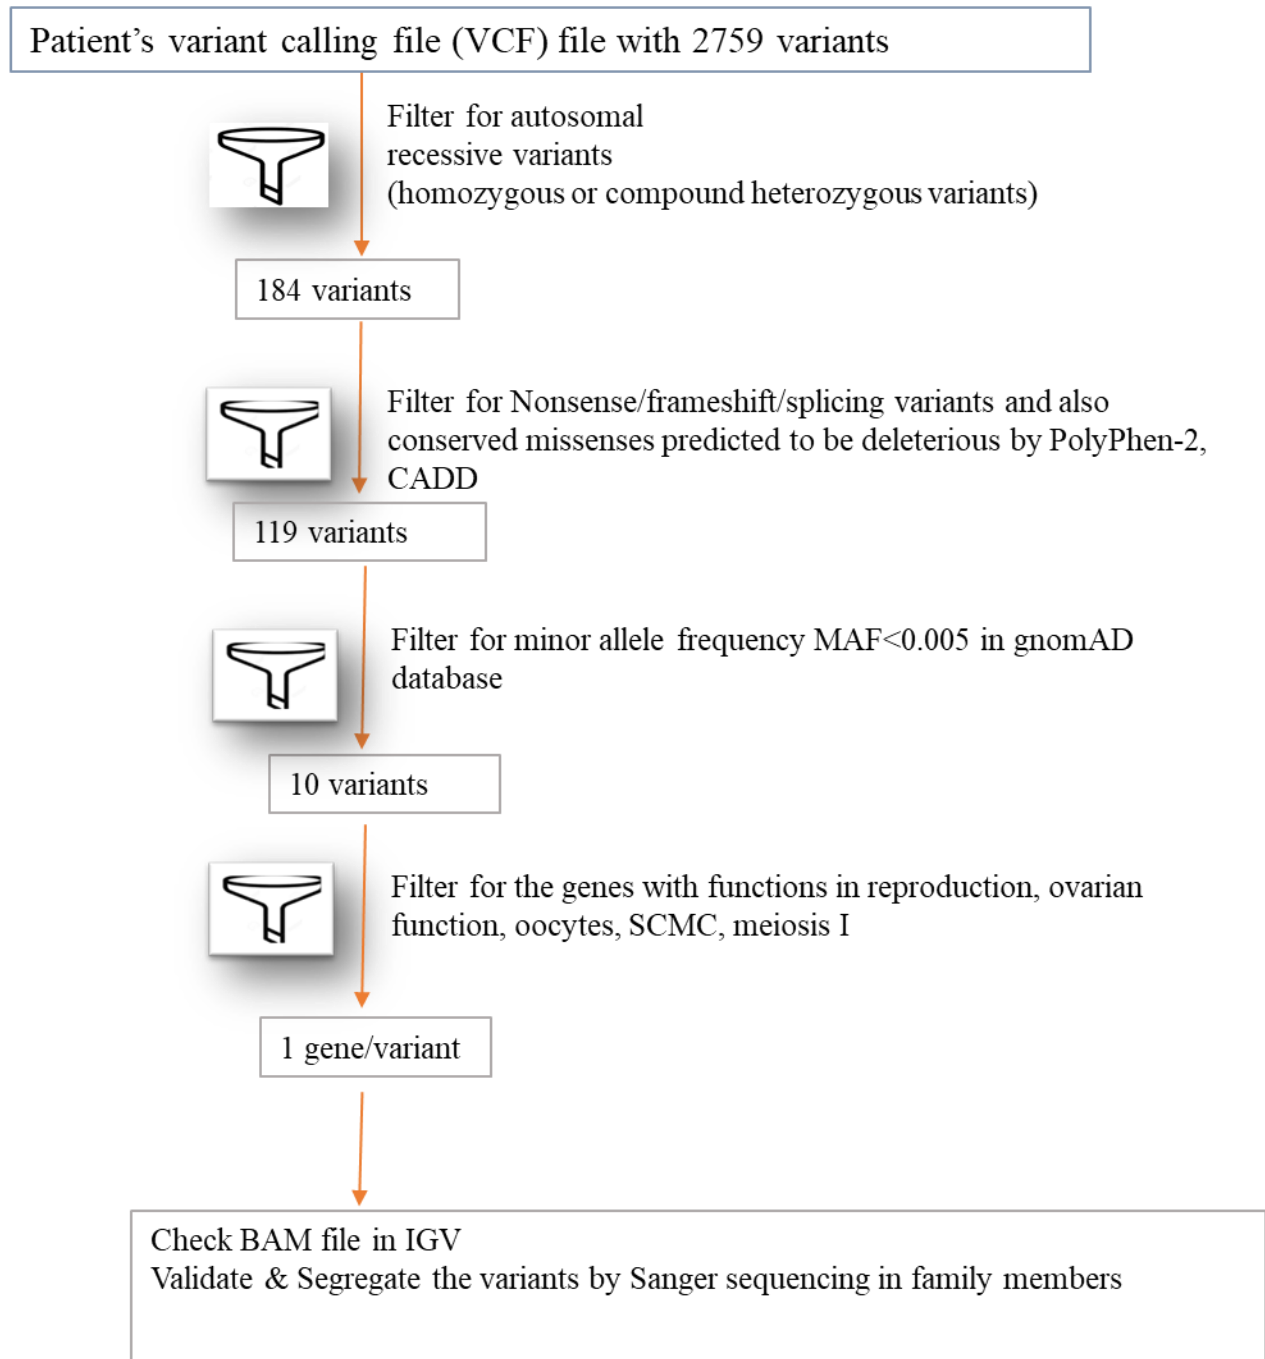 Patient’s variant calling file (VCF) file with 2759 variants
Filter for autosomal
recessive variants
(homozygous or compound heterozygous variants)
184 variants
Filter for Nonsense/frameshift/splicing variants and also
conserved missenses predicted to be deleterious by PolyPhen-2,
CADD
119 variants
Filter for minor allele frequency MAF<0.005 in gnomAD
database
10 variants
Filter for the genes with functions in reproduction, ovarian
function, oocytes, SCMC, meiosis I
1 gene/variant
Check BAM file in IGV
Validate & Segregate the variants by Sanger sequencing in family members